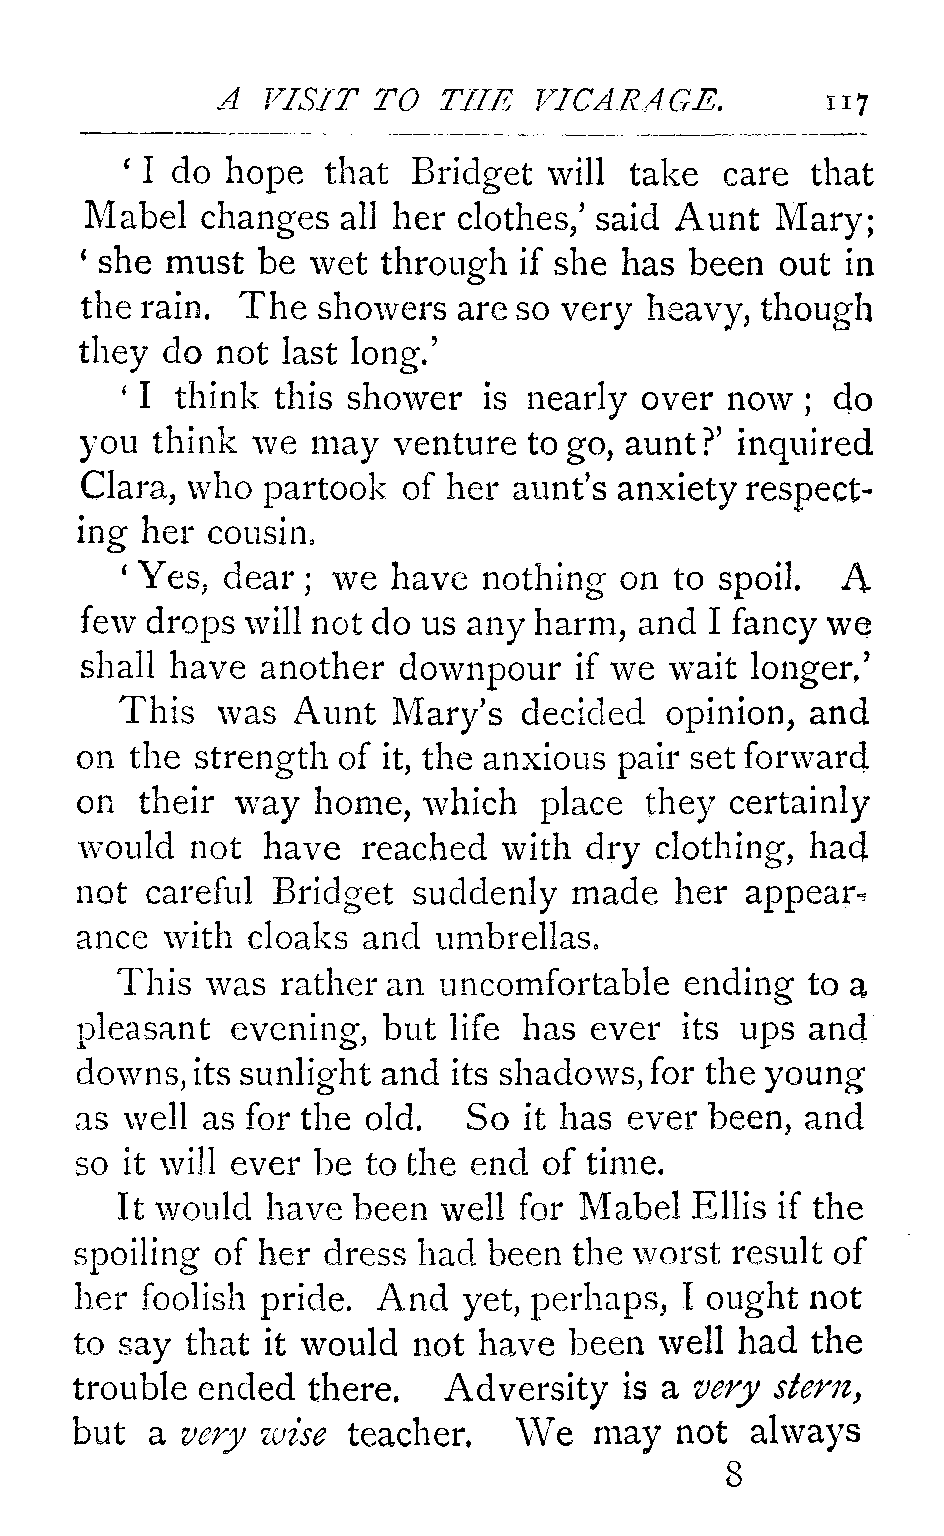 A VISIT TO THE VICARAGE. 117
‘ I do hope that Bridget will take care that
Mabel changes all her clothes,’ said Aunt Mary;
‘ she must be wet through if she has been out in
the rain. The showers are so very heavy, though
they do not last long.’
‘ I think this shower is nearly over now ; do
you think we may venture to go, aunt?’ inquired
Clara, who partook of her aunt’s anxiety respect-
ing her cousin.
‘ Yes, dear ; we have nothing on to spoil. A
few drops will not do us any harm, and I fancy we
shall have another downpour if we wait longer.’
This was Aunt Mary’s decided opinion, and
on the strength of it, the anxious pair set forward
on their way home, which place they certainly
would not have reached with dry clothing, had
not careful Bridget suddenly made her appear-
ance with cloaks and umbrellas.
This was rather an uncomfortable ending to a
pleasant evening, but life has ever its ups and
downs, its sunlight and its shadows, for the young
as well as for the old. So it has ever been, and
so it will ever be to the end of time.
It would have been well for Mabel Ellis if the
spoiling of her dress had been the worst result of
her foolish pride. And yet, perhaps, I ought not
to say that it would not have been well had the
trouble ended there. Adversity is a very stern,
but a very wise teacher. We may not always
8